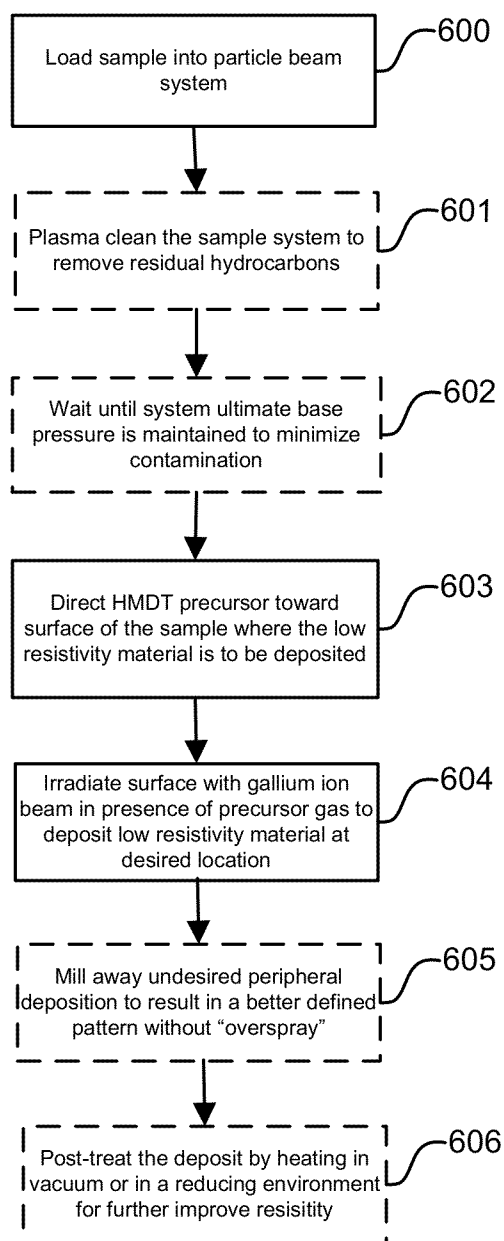 600
Load sample into particle beam
system
601
Plasma clean the sample system to
remove residual hydrocarbons
602
Wait until system ultimate base
pressure is maintained to minimize
contamination
603
Direct HMDT precursor toward
surface of the sample where the low
resistivity material is to be deposited
604
Irradiate surface with gallium ion
beam in presence of precursor gas to
deposit low resistivity material at
desired location
605
Mill away undesired peripheral
deposition to result in a better defined
pattern without “overspray”
606
Post-treat the deposit by heating in
vacuum or in a reducing environment
for further improve resisitity